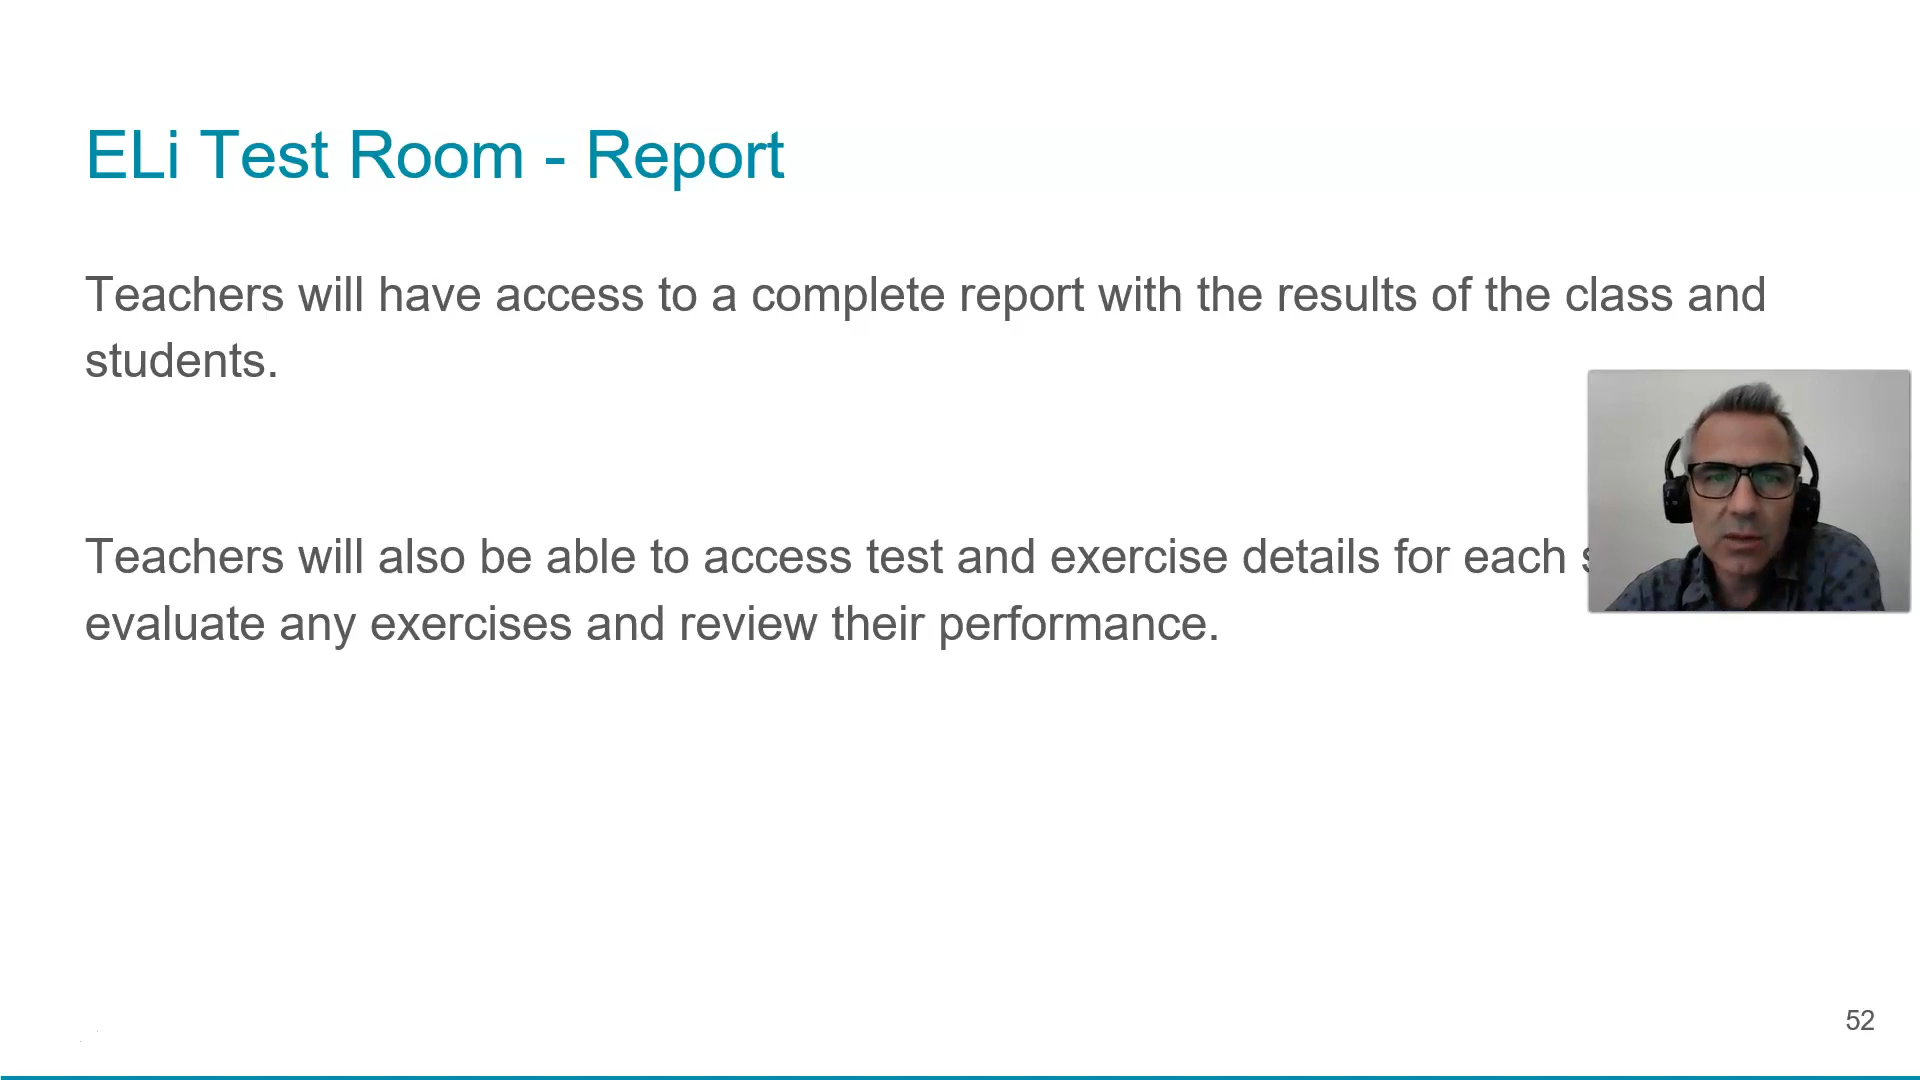 ELi Test Room - Report
Teachers will have access to a complete report with the results of the class and
students.
Teachers will also be able to access test and exercise details for each
evaluate any exercises and review their performance.
52